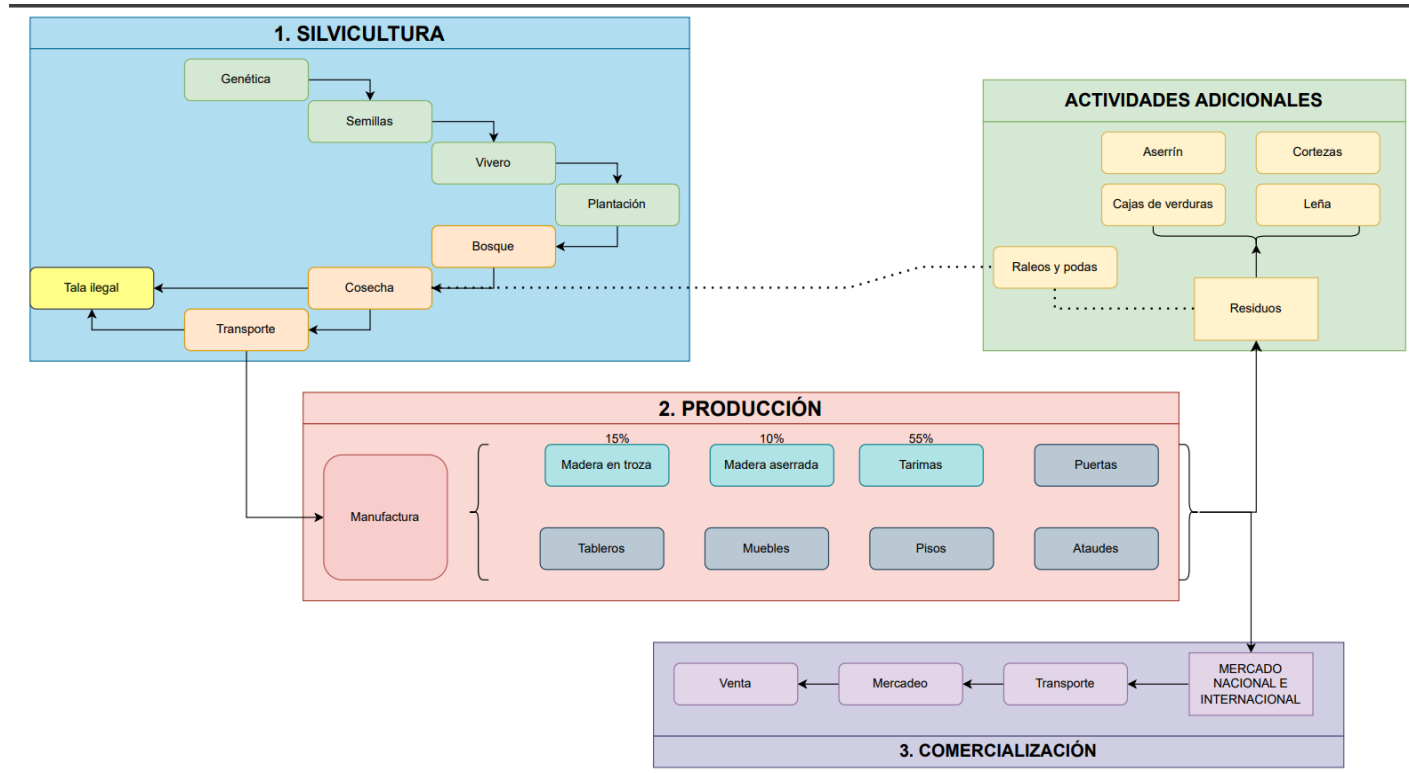 1. SILVICULTURA
Genética
Semillas
Vivero
Plantación
Bosque
Cosecha
Tala ilegal
Transporte
ACTIVIDADES ADICIONALES
Aserrín
Cortezas
Cajas de verduras
Leña
Raleos y podas
Residuos
2. PRODUCCIÓN
Manufactura
15%
10%
55%
Madera en troza
Madera aserrada
Tarimas
Puertas
Tableros
Muebles
Pisos
Ataudes
MERCADO
NACIONAL E
INTERNACIONAL
Transporte
Mercadeo
Venta
3. COMERCIALIZACIÓN